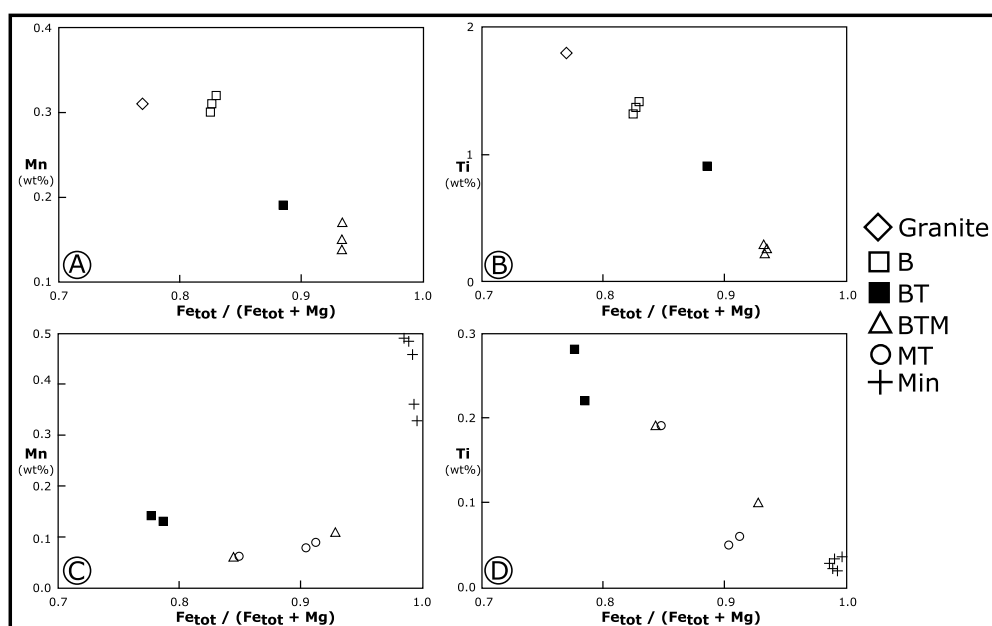 0.4
0.3
Mn
(wt%)
0.2
0.1
A
0.7
0.8
0.9
1.0
Fetot / (Fetot + Mg)
2
1
Ti
(wt%)
0
B
0.7
0.8
0.9
1.0
Fetot / (Fetot + Mg)
Granite
B
BT
BTM
MT
Min
0.5
0.4
0.3
Mn
(wt%)
0.2
0.1
0.0
C
0.7
0.8
0.9
1.0
Fetot / (Fetot + Mg)
0.3
0.2
Ti
(wt%)
0.1
0.0
D
0.7
0.8
0.9
1.0
Fetot / (Fetot + Mg)